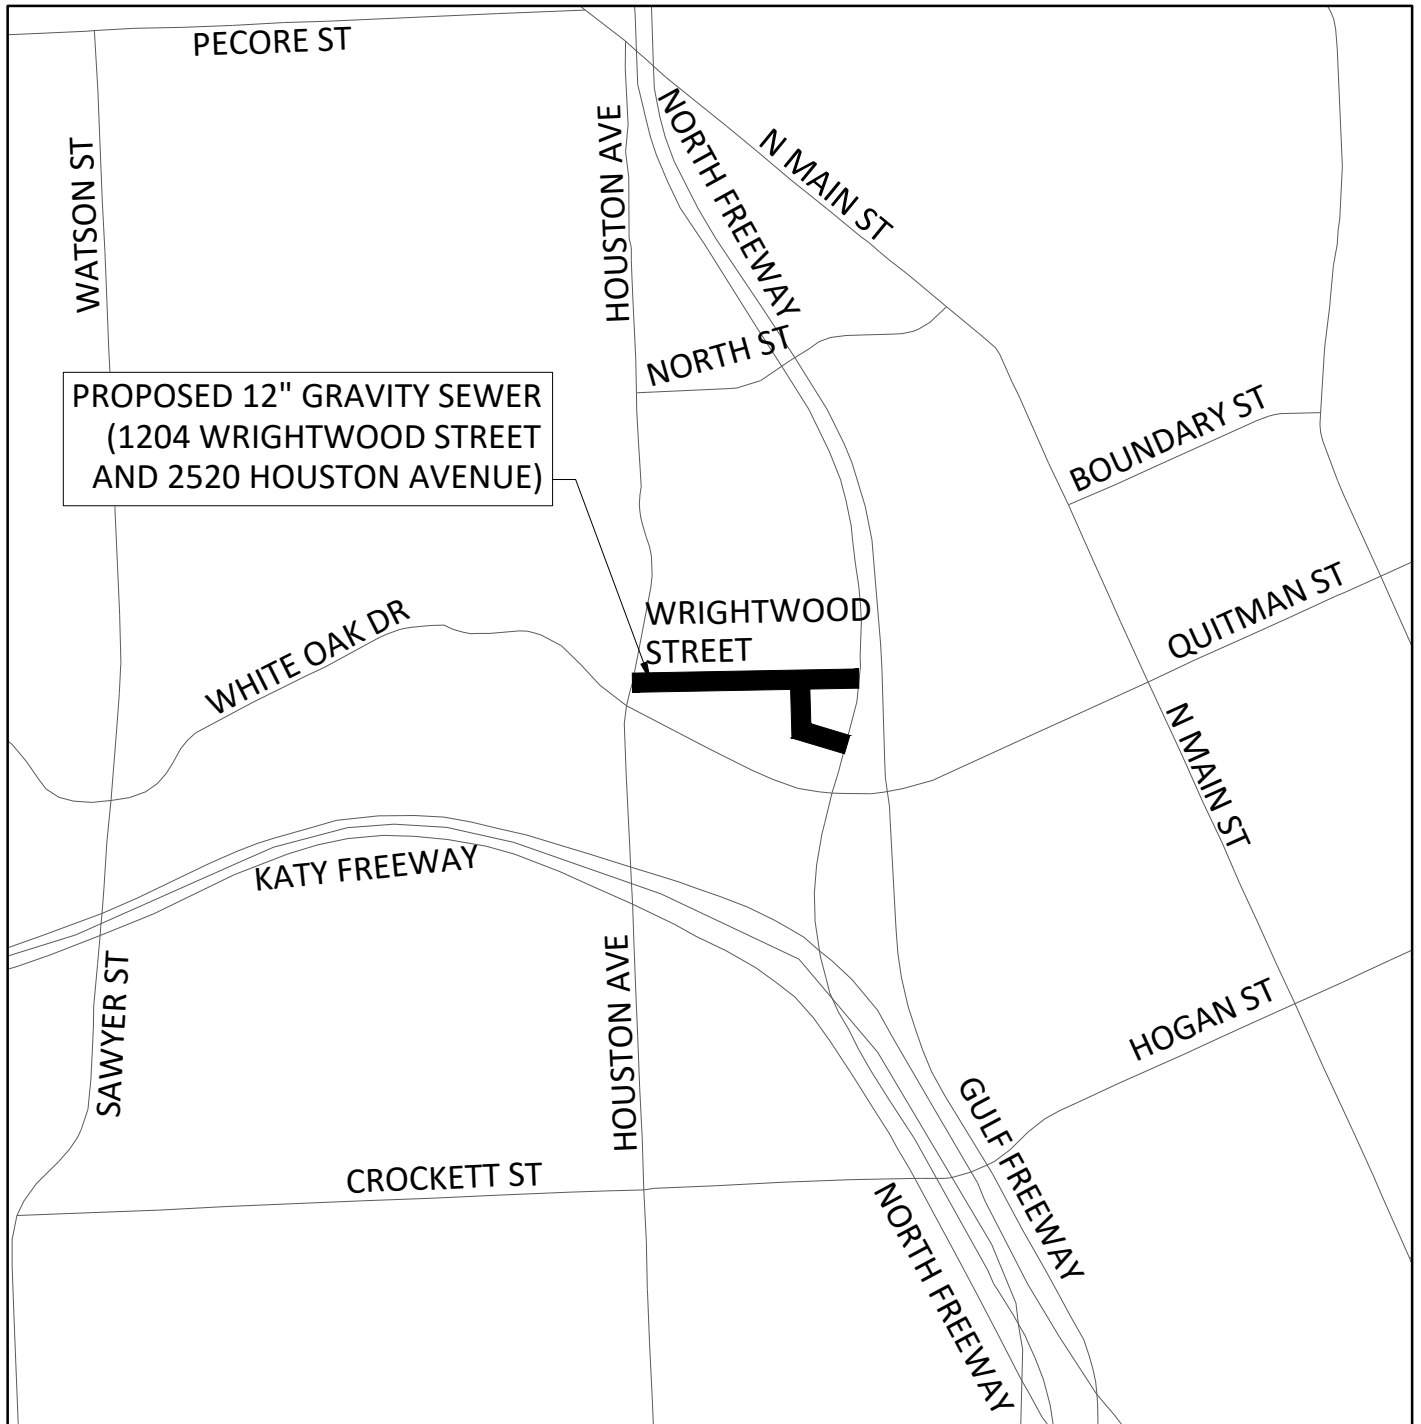 PECORE ST
WATSON ST
HOUSTON AVE
NORTH FREEWAY
N MAIN ST
NORTH ST
PROPOSED 12" GRAVITY SEWER
(1204 WRIGHTWOOD STREET
AND 2520 HOUSTON AVENUE)
BOUNDARY ST
WRIGHTWOOD
STREET
WHITE OAK DR
QUITMAN ST
N MAIN ST
KATY FREEWAY
SAWYER ST
HOUSTON AVE
HOGAN ST
GULF FREEWAY
CROCKETT ST
NORTH FREEWAY